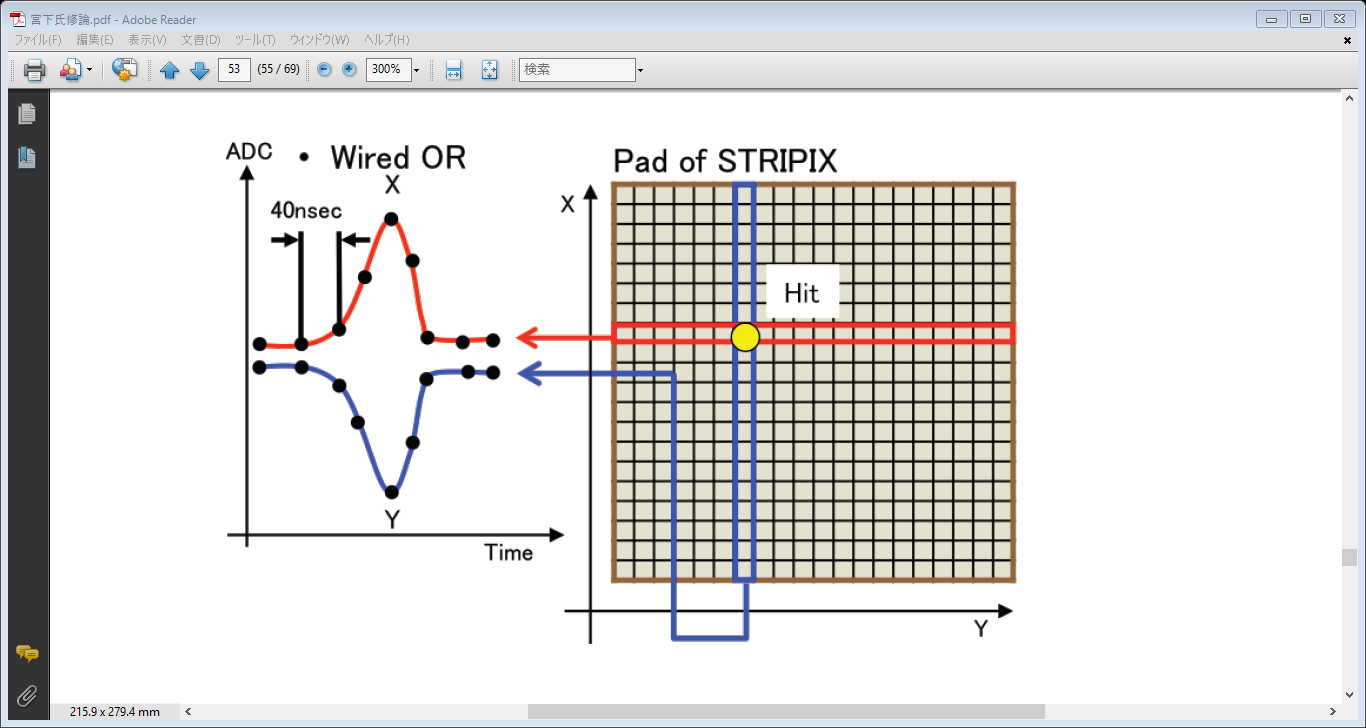 宮下氏修論.pdf - Adobe Reader
ファイル(F) 編集(E) 表示(V) 文書(D) ツール(T) ウィンドウ(W) ヘルプ(H)
53 (55 / 69) 300% 検索
ADC • Wired OR
X
40nsec
Y
Time
Pad of STRIPIX
X
Hit
Y
215.9 x 279.4 mm